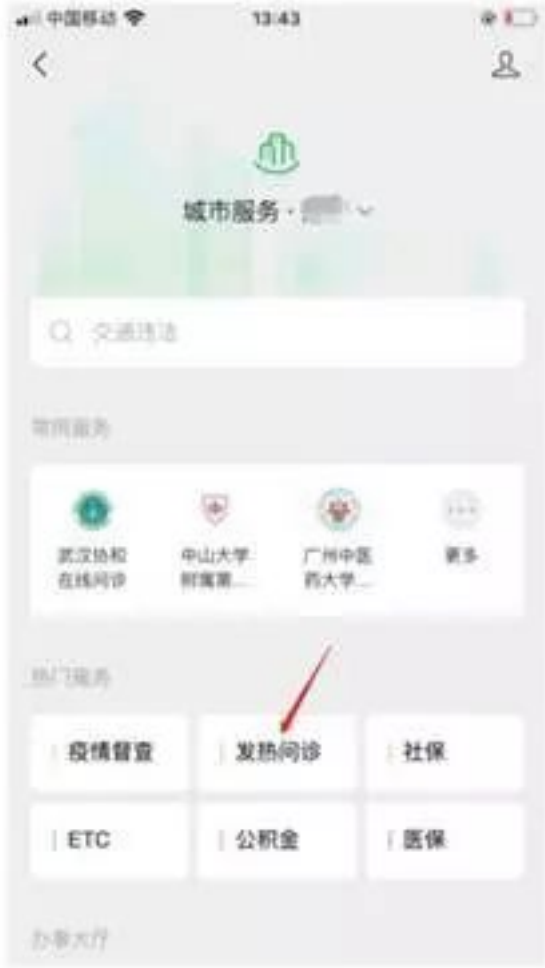 中国移动 13:43
城市服务·
交通违法
常用服务
武汉协和
在线问诊
中山大学
附属第...
广州中医
药大学...
更多
热门服务
疫情督查
发热问诊
社保
ETC
公积金
医保
办事大厅